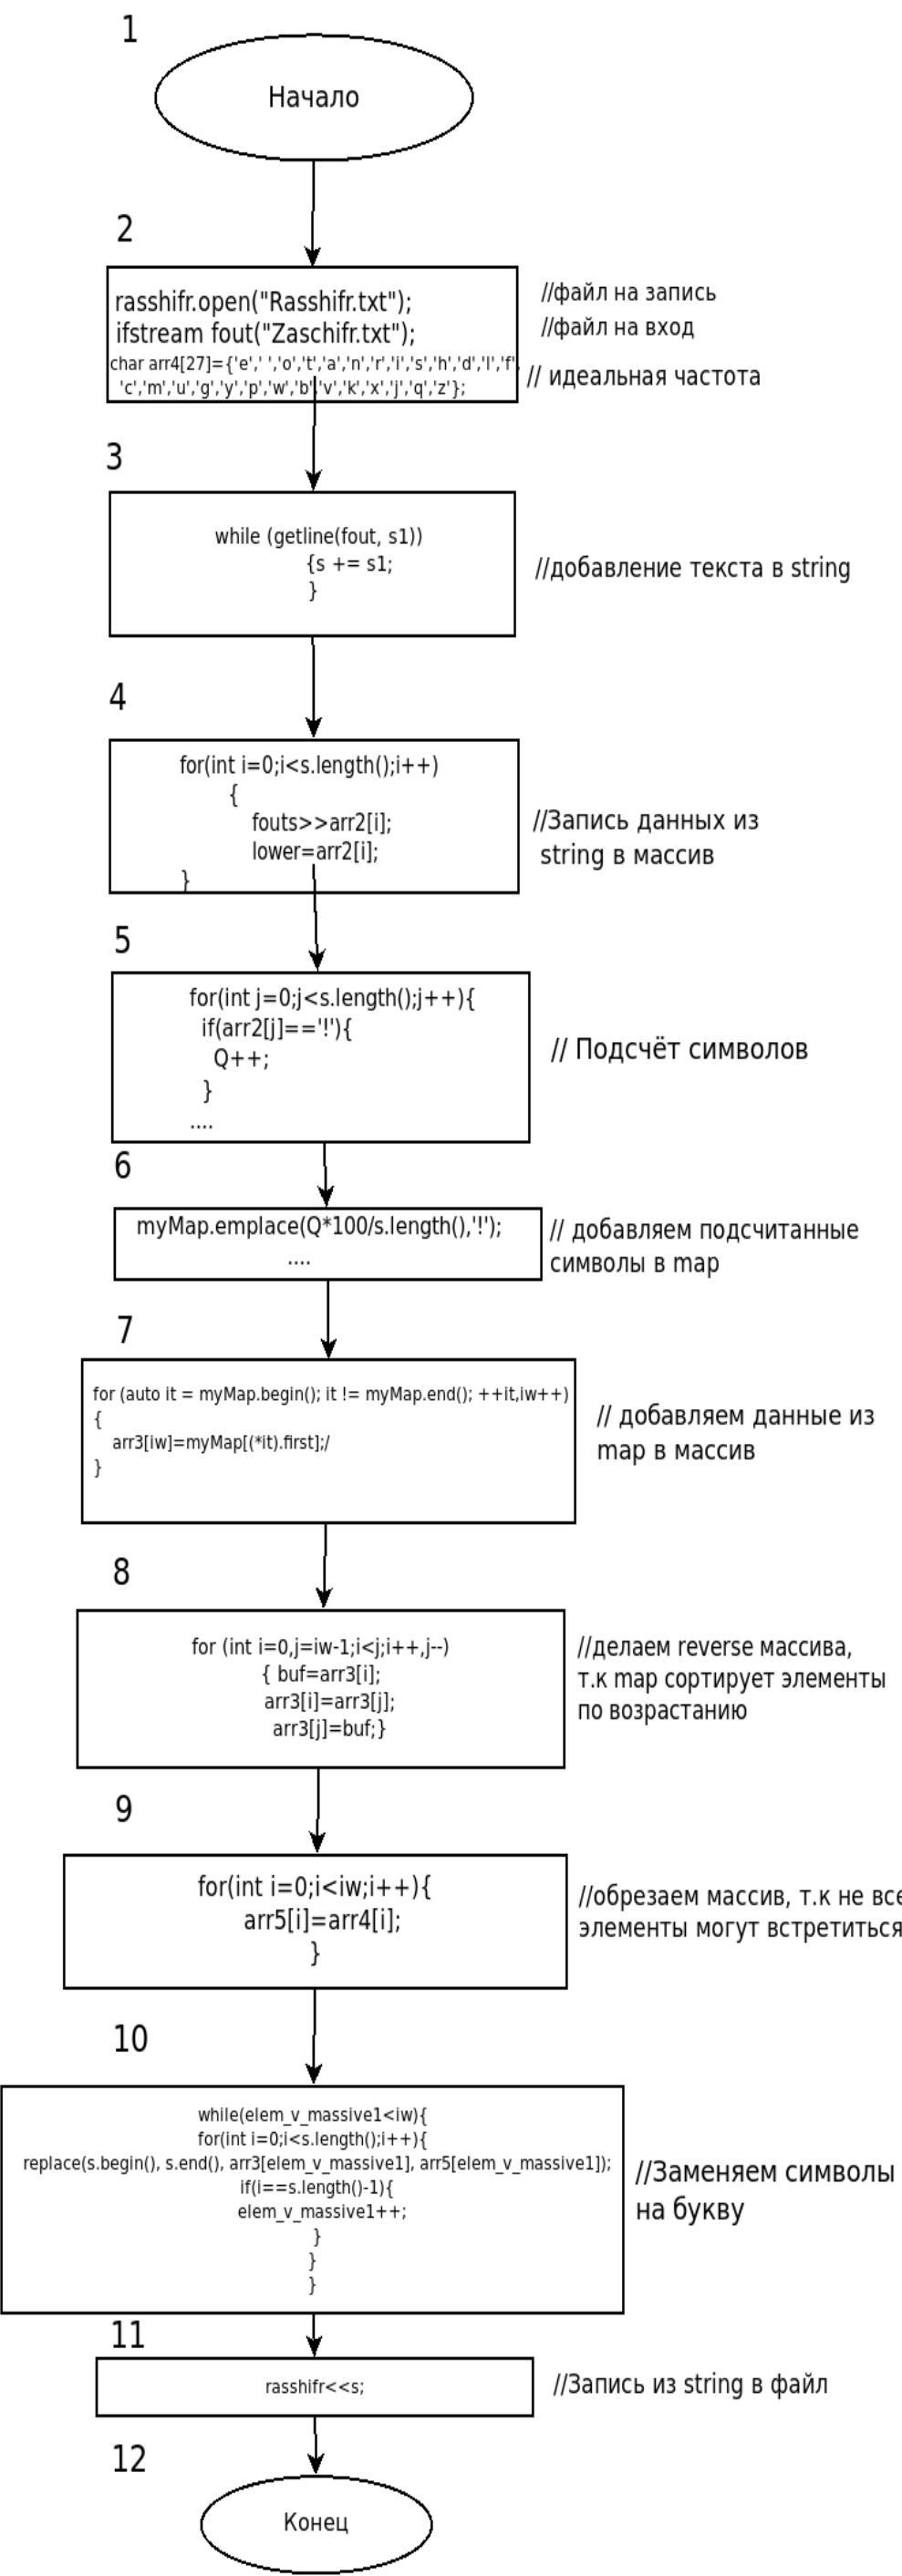 1
Начало
2
rasshifr.open("Rasshifr.txt");
ifstream fout("Zaschifr.txt");
char arr4[27]={'e',' ','o','t','a','n','r','i','s','h','d','l','f',
'c','m','u','g','y','p','w','b','v','k','x','j','q','z'};
//файл на запись
//файл на вход
// идеальная частота
3
while (getline(fout, s1))
{s += s1;
}
//добавление текста в string
4
for(int i=0;i<s.length();i++)
{
fouts>>arr2[i];
lower=arr2[i];
}
//Запись данных из
string в массив
5
for(int j=0;j<s.length();j++){
if(arr2[j]=='!'){
Q++;
}
....
// Подсчёт символов
6
myMap.emplace(Q*100/s.length(),'!');
....
// добавляем подсчитанные
символы в map
7
for (auto it = myMap.begin(); it != myMap.end(); ++it,iw++)
{
arr3[iw]=myMap[(*it).first];/
}
// добавляем данные из
map в массив
8
for (int i=0,j=iw-1;i<j;i++,j--)
{ buf=arr3[i];
arr3[i]=arr3[j];
arr3[j]=buf;}
//делаем reverse массива,
т.к map сортирует элементы
по возрастанию
9
for(int i=0;i<iw;i++){
arr5[i]=arr4[i];
}
//обрезаем массив, т.к не все
элементы могут встретиться
10
while(elem_v_massive1<iw){
for(int i=0;i<s.length();i++){
replace(s.begin(), s.end(), arr3[elem_v_massive1], arr5[elem_v_massive1]);
if(i==s.length()-1){
elem_v_massive1++;
}
}
}
//Заменяем символы
на букву
11
rasshifr<<s;
//Запись из string в файл
12
Конец